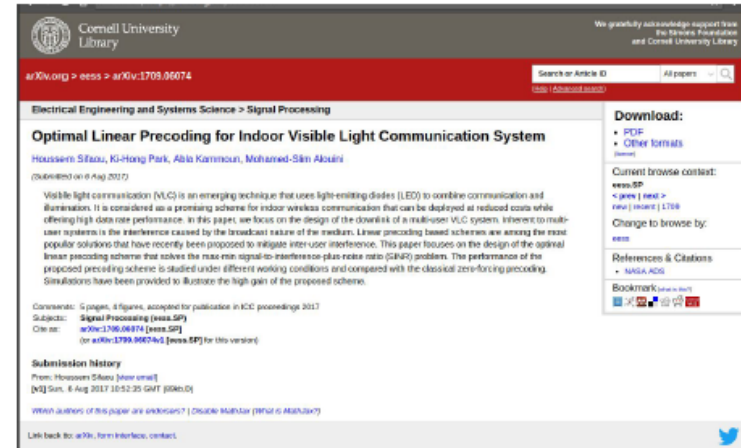 Cornell University
Library
We gratefully acknowledge support from
the Simons Foundation
and Cornell University Library
arXiv.org > eess > arXiv:1709.06074
Search or Article ID
All papers
(Help | Advanced search)
Electrical Engineering and Systems Science > Signal Processing
Optimal Linear Precoding for Indoor Visible Light Communication System
Houssem Sifaou, Ki-Hong Park, Abla Kammoun, Mohamed-Slim Alouini
(Submitted on 6 Aug 2017)
Visible light communication (VLC) is an emerging technique that uses light-emitting diodes (LED) to combine communication and
illumination. It is considered as a promising scheme for indoor wireless communication that can be deployed at reduced costs while
offering high data rate performance. In this paper, we focus on the design of the downlink of a multi-user VLC system. Inherent to multi-
user systems is the interference caused by the broadcast nature of the medium. Linear precoding based schemes are among the most
popular solutions that have recently been proposed to mitigate inter-user interference. This paper focuses on the design of the optimal
linear precoding scheme that solves the max-min signal-to-interference-plus-noise ratio (SINR) problem. The performance of the
proposed precoding scheme is studied under different working conditions and compared with the classical zero-forcing precoding.
Simulations have been provided to illustrate the high gain of the proposed scheme.
Comments: 5 pages, 4 figures, accepted for publication in ICC proceedings 2017
Subjects: Signal Processing (eess.SP)
Cite as: arXiv:1709.06074 [eess.SP]
(or arXiv:1709.06074v1 [eess.SP] for this version)
Submission history
From: Houssem Sifaou [view email]
[v1] Sun, 6 Aug 2017 10:52:35 GMT
Which authors of this paper are endorsers? | Disable MathJax (What is MathJax?)
Link back to: arXiv, form interface, contact.
Download:
PDF
Other formats
(license)
Current browse context:
eess.SP
< prev | next >
new | recent | 1709
Change to browse by:
eess
References & Citations
NASA ADS
Bookmark (what is this?)